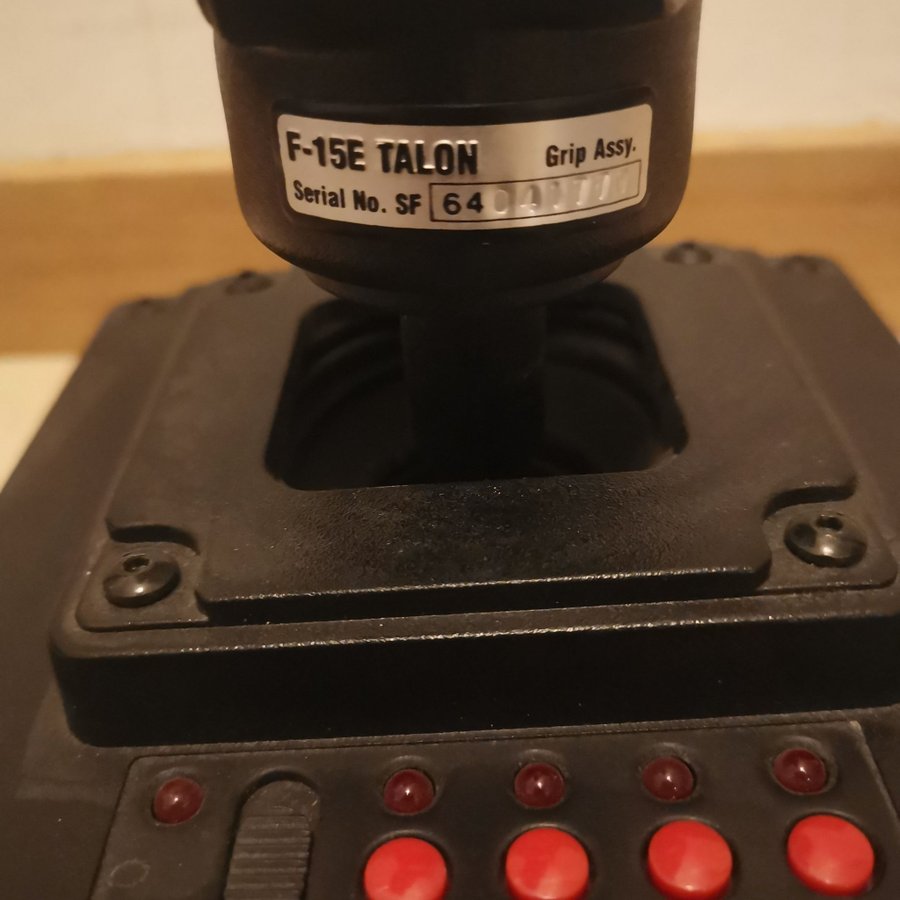 F-15E TALON Grip Assy.
Serial No. SF 64